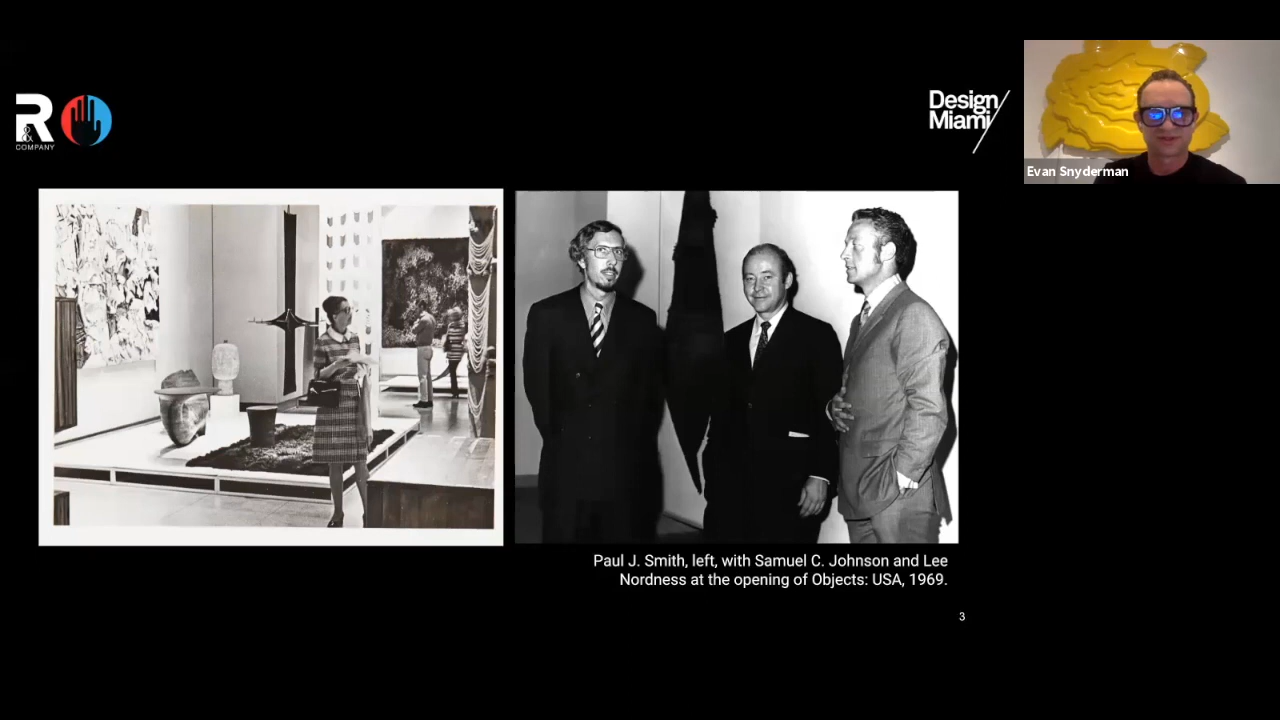 R
&
COMPANY
Design
Miami/
Evan Snyderman
Paul J. Smith, left, with Samuel C. Johnson and Lee
Nordness at the opening of Objects: USA, 1969.
3